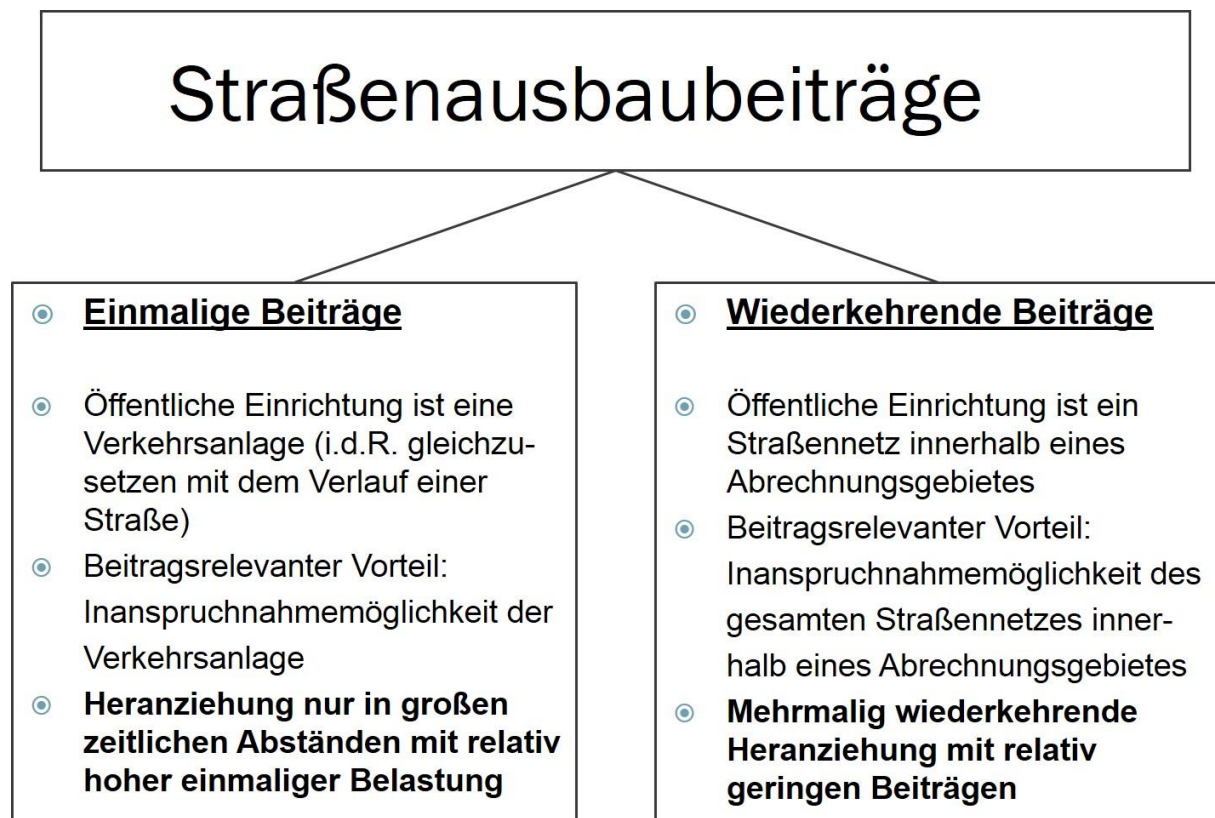 Straßenausbaubeiträge
Einmalige Beiträge
Öffentliche Einrichtung ist eine
Verkehrsanlage (i.d.R. gleichzu-
setzen mit dem Verlauf einer
Straße)
Beitragsrelevanter Vorteil:
Inanspruchnahmemöglichkeit der
Verkehrsanlage
Heranziehung nur in großen
zeitlichen Abständen mit relativ
hoher einmaliger Belastung
Wiederkehrende Beiträge
Öffentliche Einrichtung ist ein
Straßennetz innerhalb eines
Abrechnungsgebietes
Beitragsrelevanter Vorteil:
Inanspruchnahmemöglichkeit des
gesamten Straßennetzes inner-
halb eines Abrechnungsgebietes
Mehrmalig wiederkehrende
Heranziehung mit relativ
geringen Beiträgen